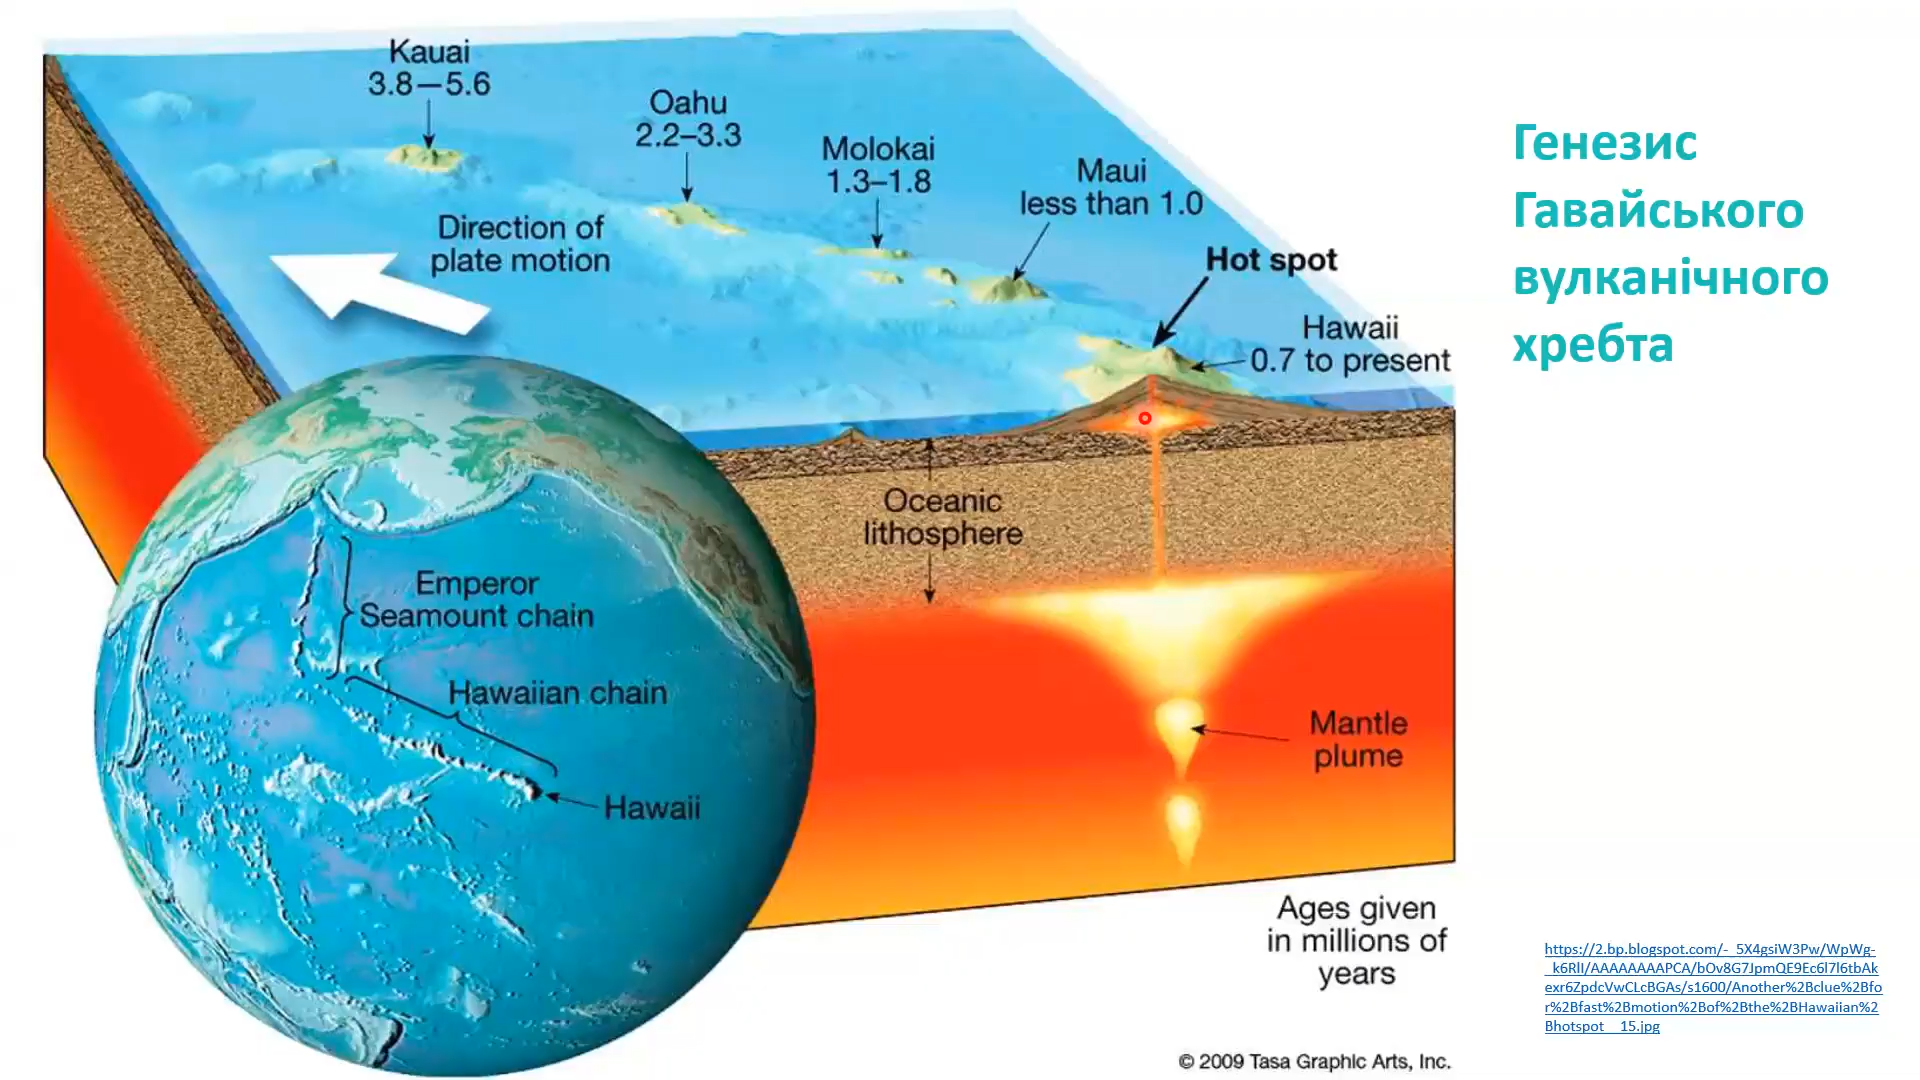 Kauai
3.8–5.6
Oahu
2.2–3.3
Molokai
1.3–1.8
Maui
less than 1.0
Direction of
plate motion
Hot spot
Hawaii
0.7 to present
Oceanic
lithosphere
Emperor
Seamount chain
Hawaiian chain
Hawaii
Mantle
plume
Ages given
in millions of
years
© 2009 Tasa Graphic Arts, Inc.
Генезис
Гавайського
вулканічного
хребта
https://2.bp.blogspot.com/-_5X4gsiW3Pw/WpWg-
_k6RlI/AAAAAAAAPCA/bOv8G7JpmQE9Ec6l7l6tbAk
exr6ZpdcVwCLcBGAs/s1600/Another%2Bclue%2Bfo
r%2Bfast%2Bmotion%2Bof%2Bthe%2BHawaiian%2
Bhotspot__15.jpg